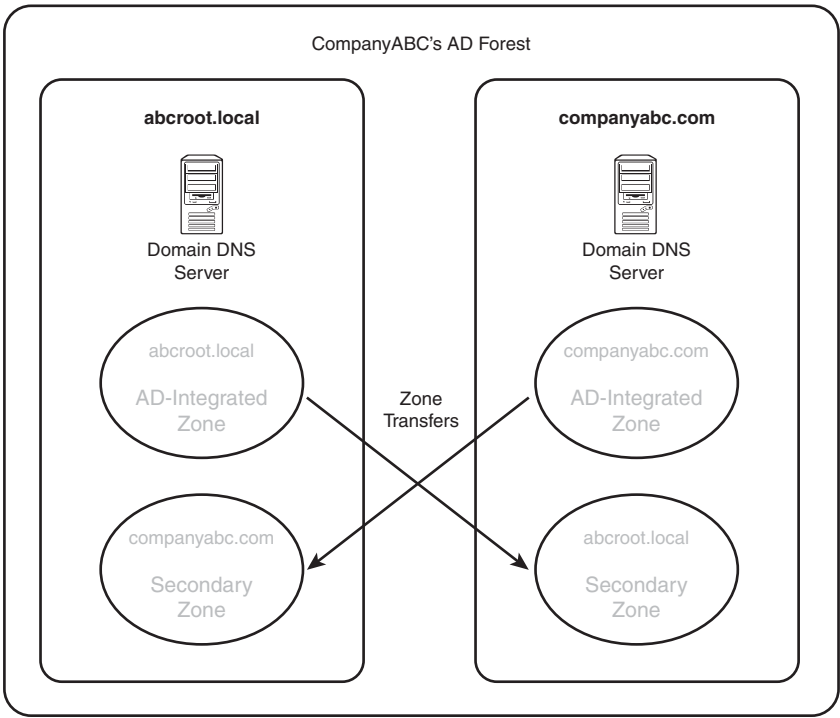 CompanyABC's AD Forest
abcroot.local
Domain DNS
Server
abcroot.local
AD-Integrated
Zone
companyabc.com
Secondary
Zone
Zone
Transfers
companyabc.com
Domain DNS
Server
companyabc.com
AD-Integrated
Zone
abcroot.local
Secondary
Zone